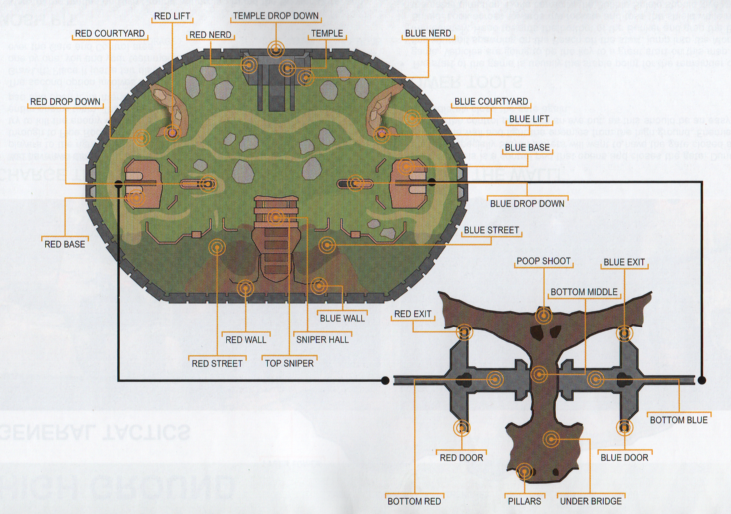 RED LIFT
TEMPLE DROP DOWN
RED COURTYARD
RED NERD
TEMPLE
BLUE NERD
RED DROP DOWN
BLUE COURTYARD
BLUE LIFT
BLUE BASE
BLUE DROP DOWN
RED BASE
BLUE STREET
POOP SHOOT
BLUE EXIT
BOTTOM MIDDLE
RED EXIT
BLUE WALL
RED WALL
SNIPER HALL
RED STREET
TOP SNIPER
BOTTOM BLUE
RED DOOR
BLUE DOOR
BOTTOM RED
PILLARS
UNDER BRIDGE
GENERAL TACTICS
HIGH GROUND